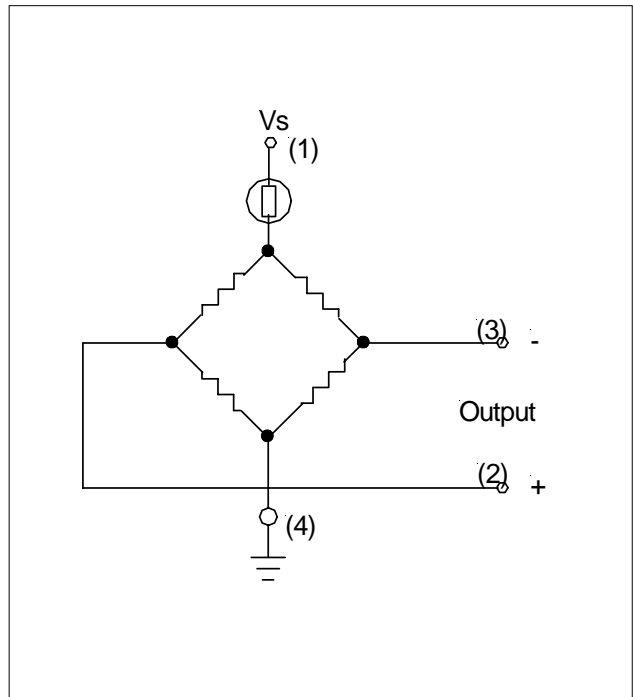 Vs
(1)
(3) -
Output
(2) +
(4)